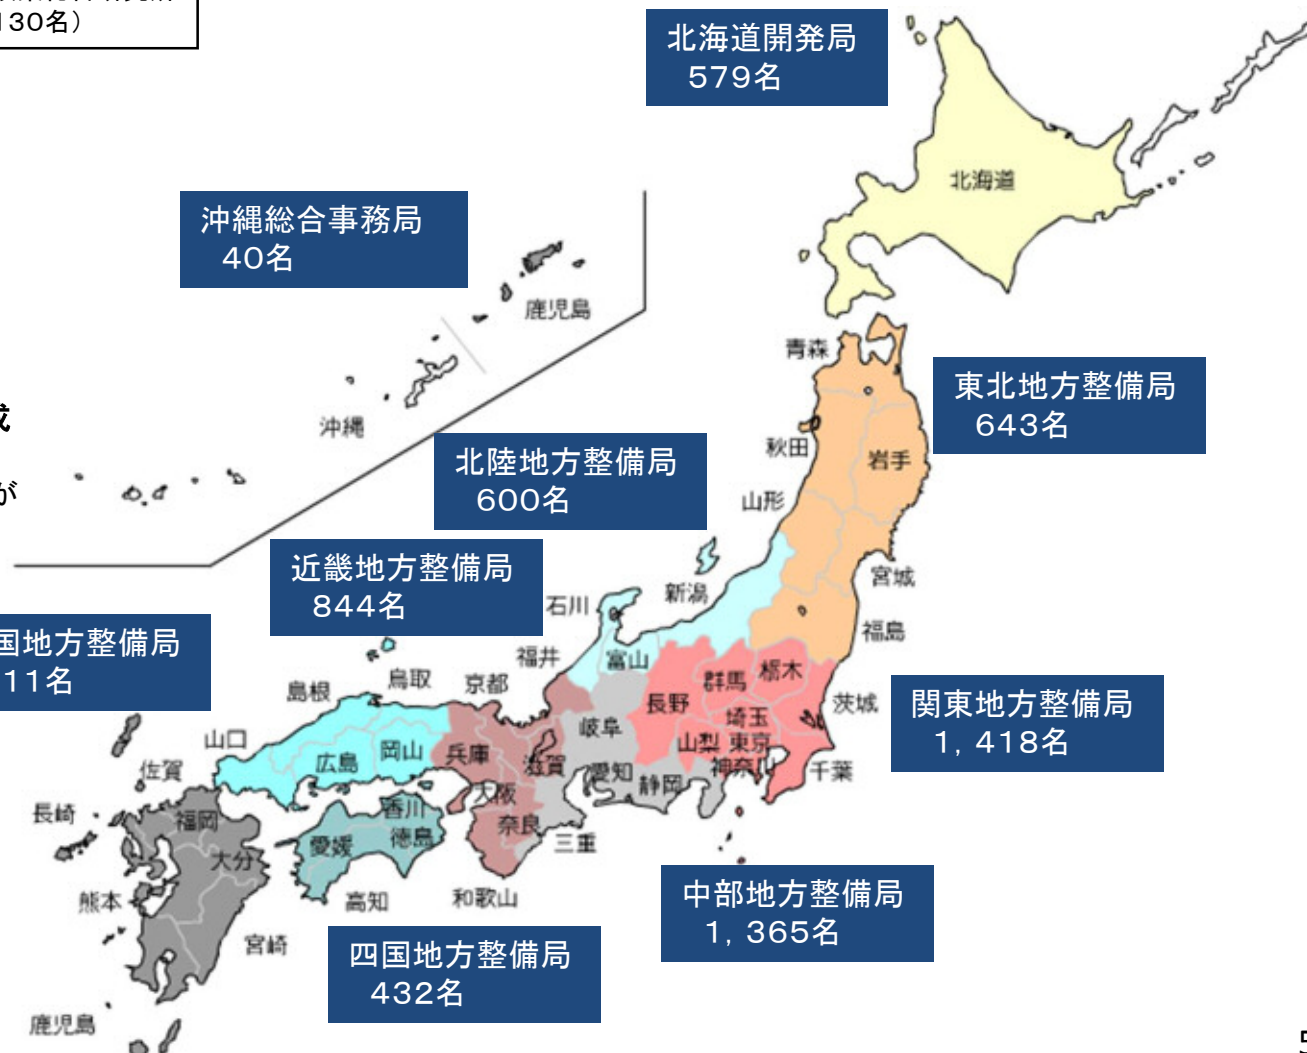 130名）
北海道開発局
579名
北海道
沖縄総合事務局
40名
鹿児島
沖縄
成
が
青森
東北地方整備局
643名
秋田
岩手
北陸地方整備局
600名
山形
近畿地方整備局
844名
宮城
石川
新潟
福島
国地方整備局
11名
福井
富山
群馬
栃木
島根
鳥取
京都
長野
茨城
関東地方整備局
1，418名
埼玉
岐阜
山梨
東京
山口
広島
岡山
兵庫
滋賀
愛知
静岡
神奈川
千葉
佐賀
大阪
長崎
福岡
香川
奈良
愛媛
徳島
三重
大分
熊本
高知
和歌山
中部地方整備局
1，365名
宮崎
四国地方整備局
432名
鹿児島